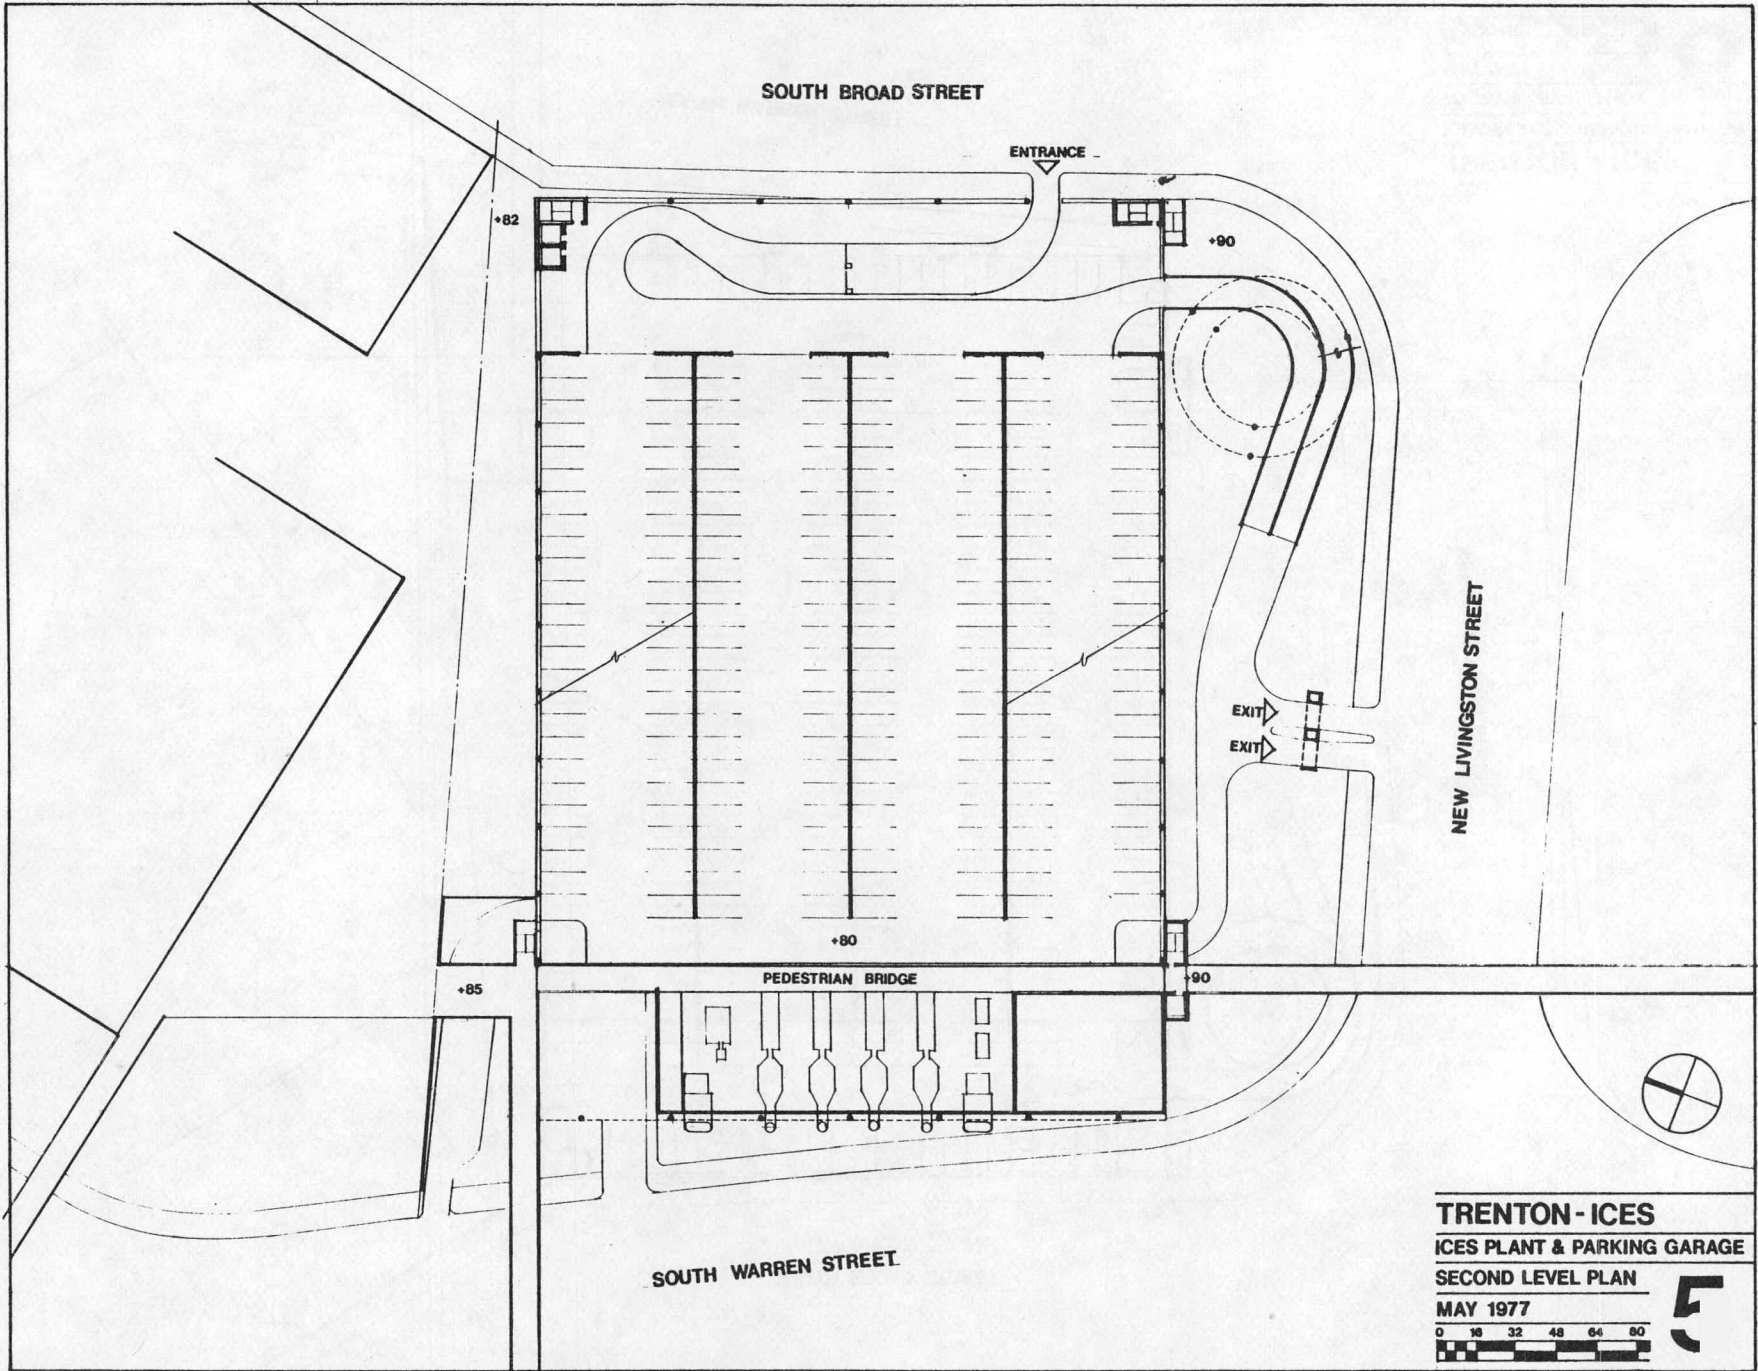 SOUTH BROAD STREET
ENTRANCE
+82
+90
EXIT
EXIT
NEW LIVINGSTON STREET
+80
PEDESTRIAN BRIDGE
+85
+90
SOUTH WARREN STREET
TRENTON - ICES
ICES PLANT & PARKING GARAGE
SECOND LEVEL PLAN
MAY 1977
5
0 16 32 48 64 80